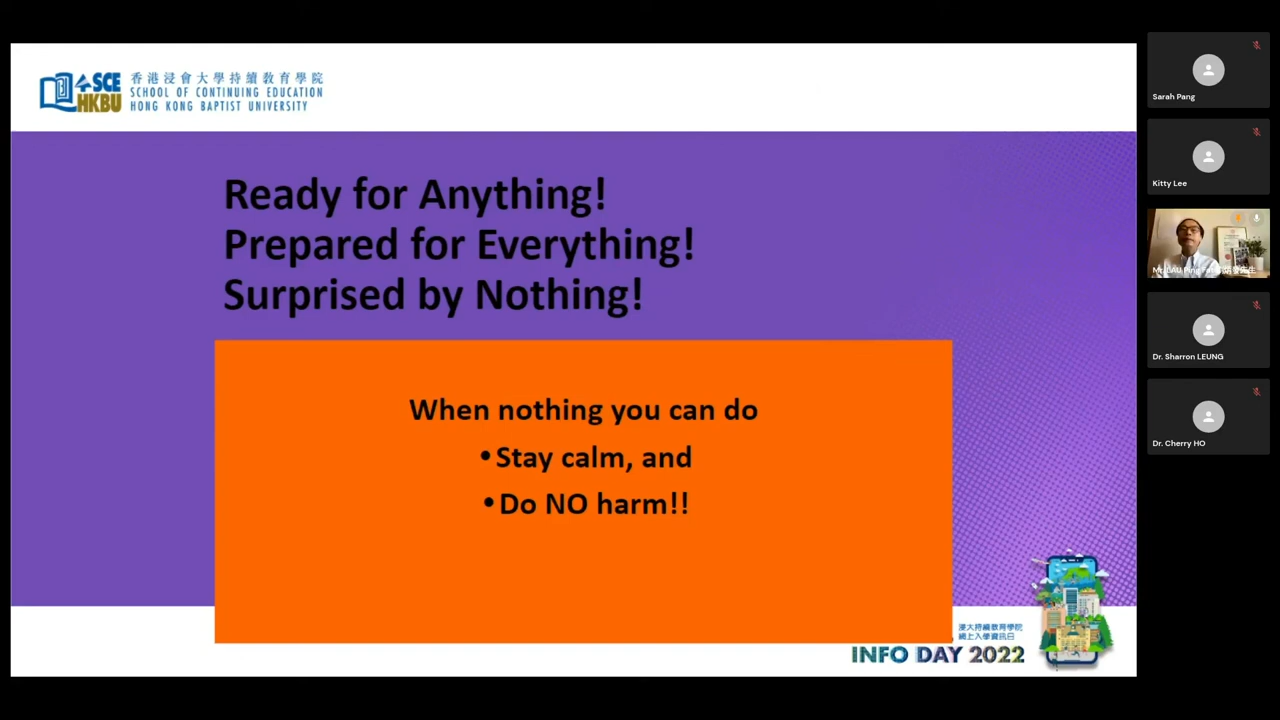 SCE
HKBU
香港浸會大學持續教育學院
SCHOOL OF CONTINUING EDUCATION
HONG KONG BAPTIST UNIVERSITY
Ready for Anything!
Prepared for Everything!
Surprised by Nothing!
When nothing you can do
•Stay calm, and
•Do NO harm!!
浸大持續教育學院
網上入學資訊日
INFO DAY 2022
Sarah Pang
Kitty Lee
Mr. LAU Ping
Dr. Sharron LEUNG
Dr. Cherry HO